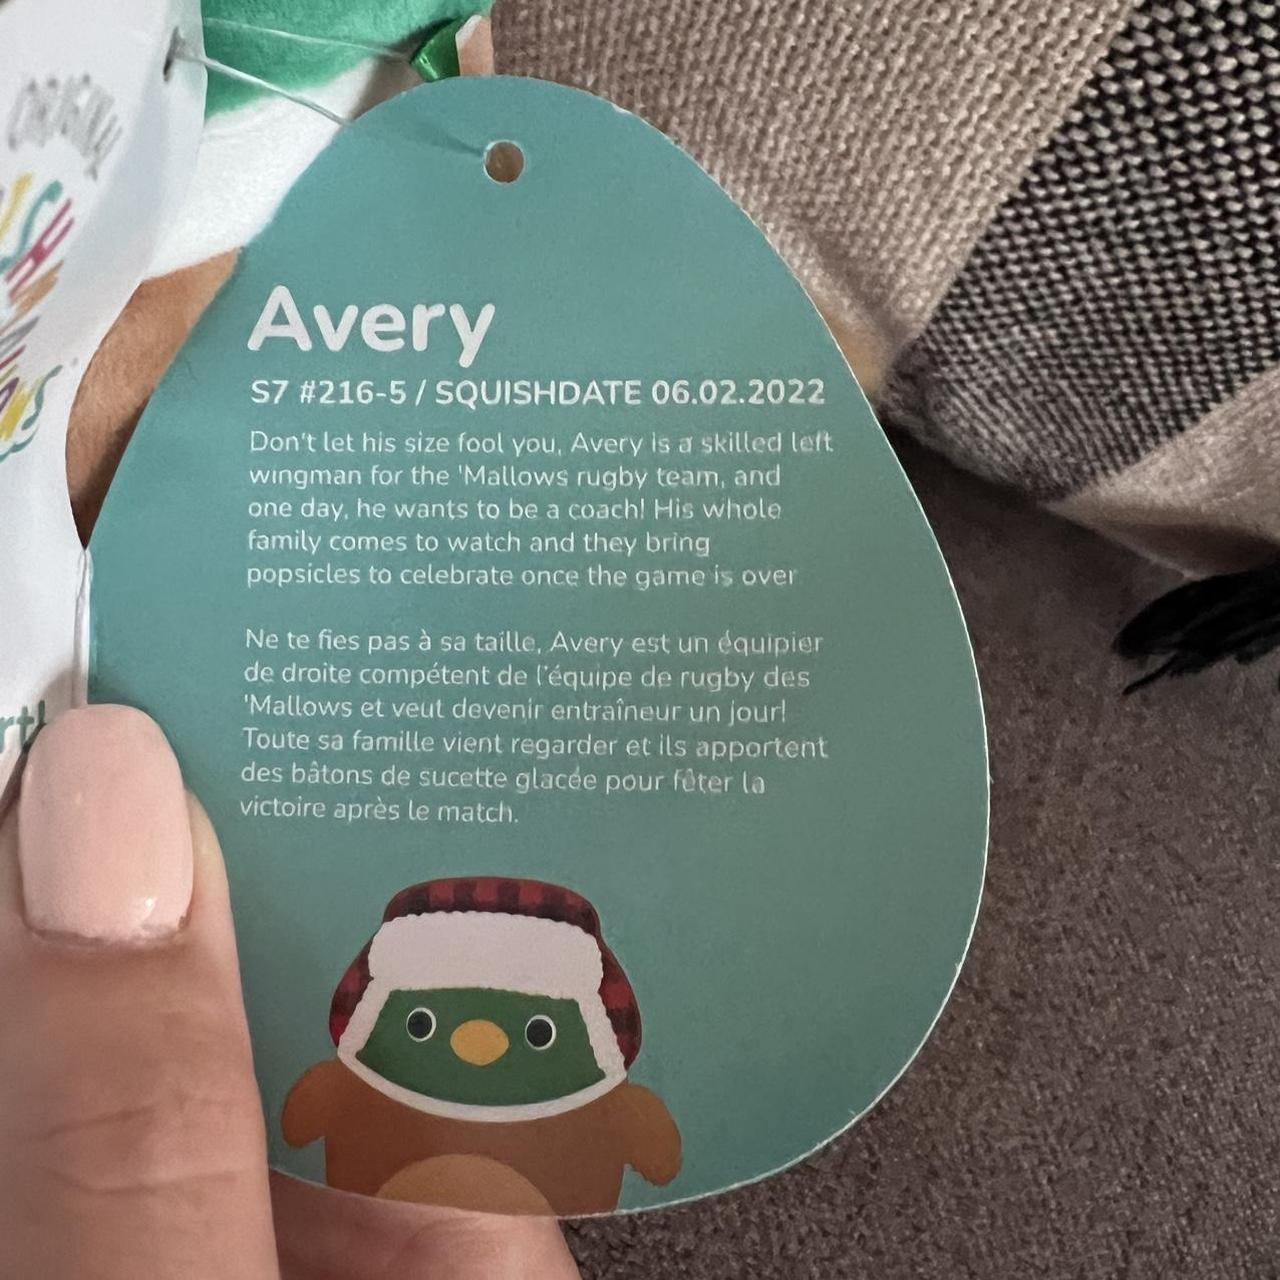 ORIGINAL
Avery
S7 #216-5 / SQUISHDATE 06.02.2022
Don't let his size fool you, Avery is a skilled left
wingman for the 'Mallows rugby team, and
one day, he wants to be a coach! His whole
family comes to watch and they bring
popsicles to celebrate once the game is over
Ne te fies pas à sa taille, Avery est un équipier
de droite compétent de l'équipe de rugby des
'Mallows et veut devenir entraîneur un jour!
Toute sa famille vient regarder et ils apportent
des bâtons de sucette glacée pour fêter la
victoire après le match.